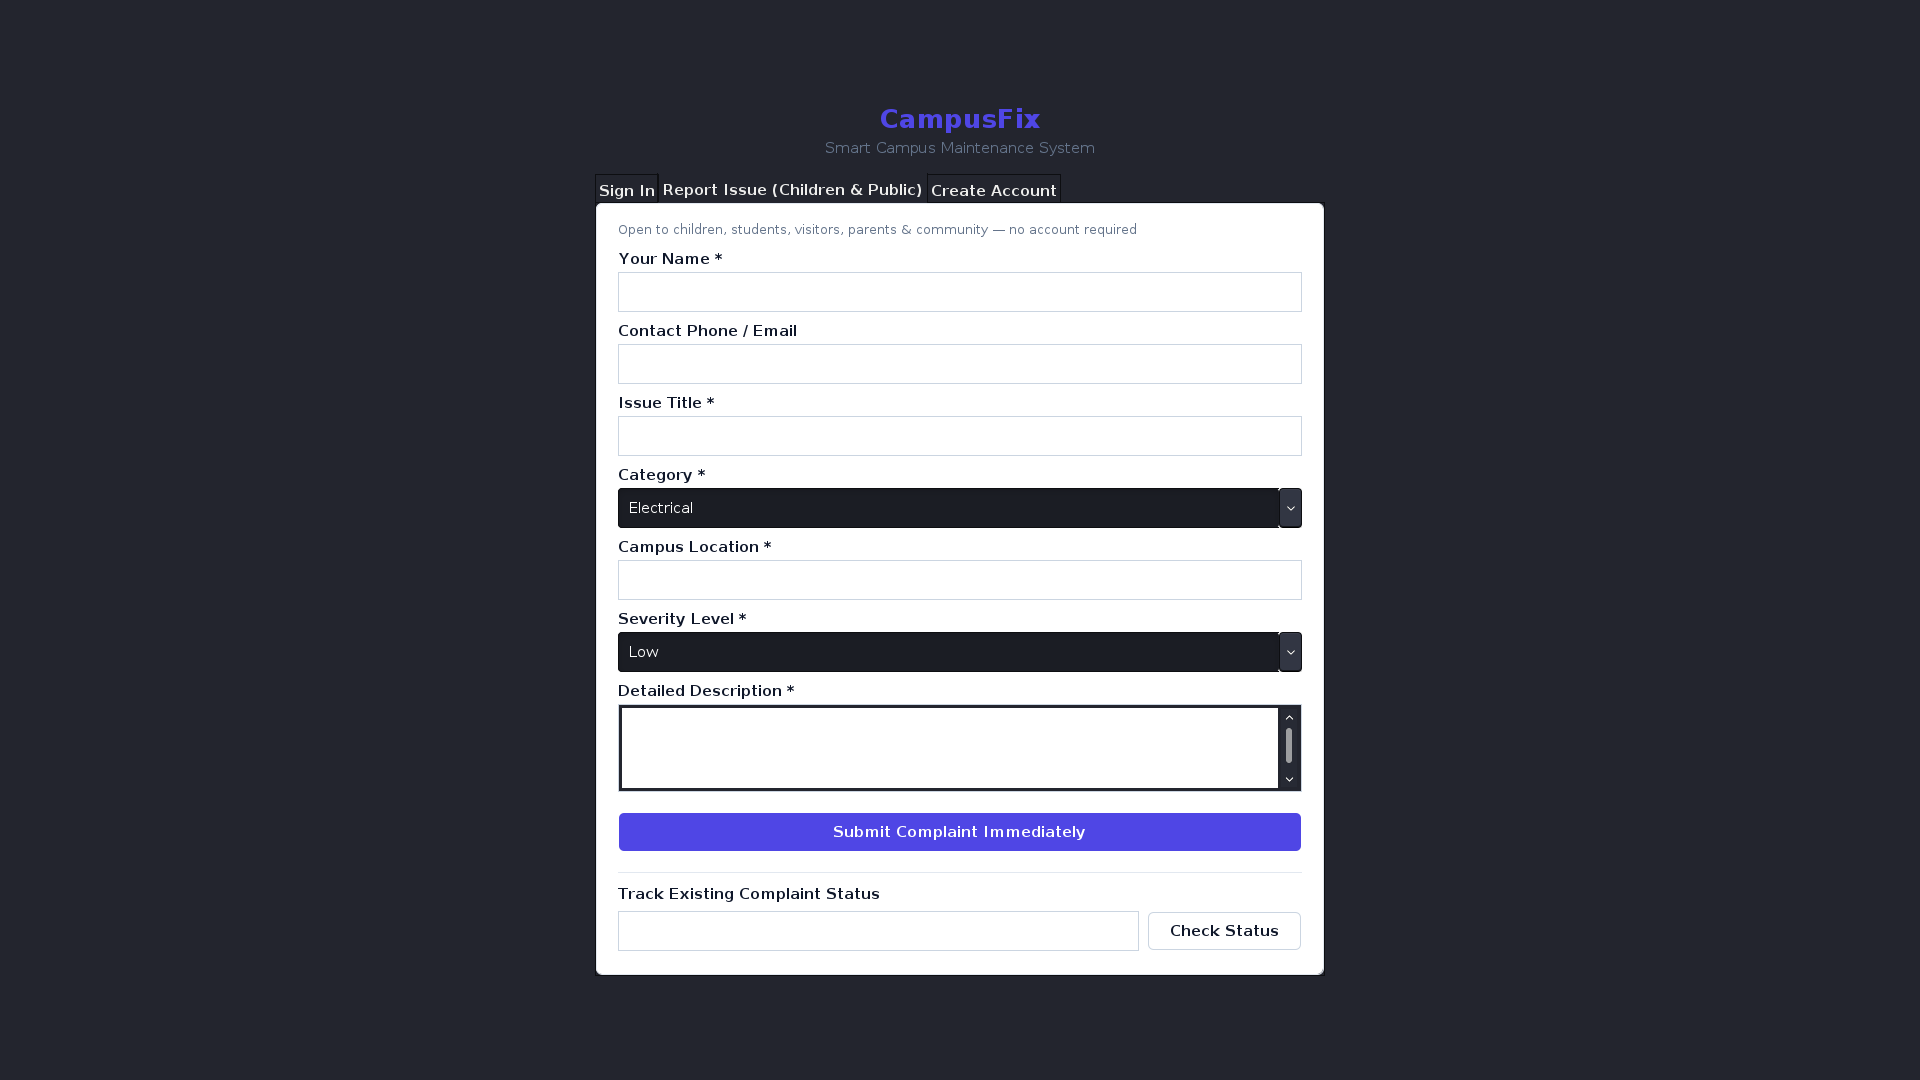 CampusFix
Smart Campus Maintenance System
Sign In
Report Issue (Children & Public)
Create Account
Open to children, students, visitors, parents & community — no account required
Your Name *
Contact Phone / Email
Issue Title *
Category *
Electrical
Campus Location *
Severity Level *
Low
Detailed Description *
Submit Complaint Immediately
Track Existing Complaint Status
Check Status